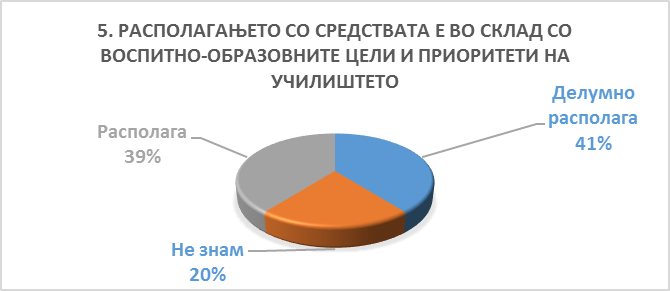 5. РАСПОЛАГАЊЕТО СО СРЕДСТВАТА Е ВО СКЛАД СО
ВОСПИТНО-ОБРАЗОВНИТЕ ЦЕЛИ И ПРИОРИТЕТИ НА
УЧИЛИШТЕТО
Делумно
располага
41%
Располага
39%
Не знам
20%